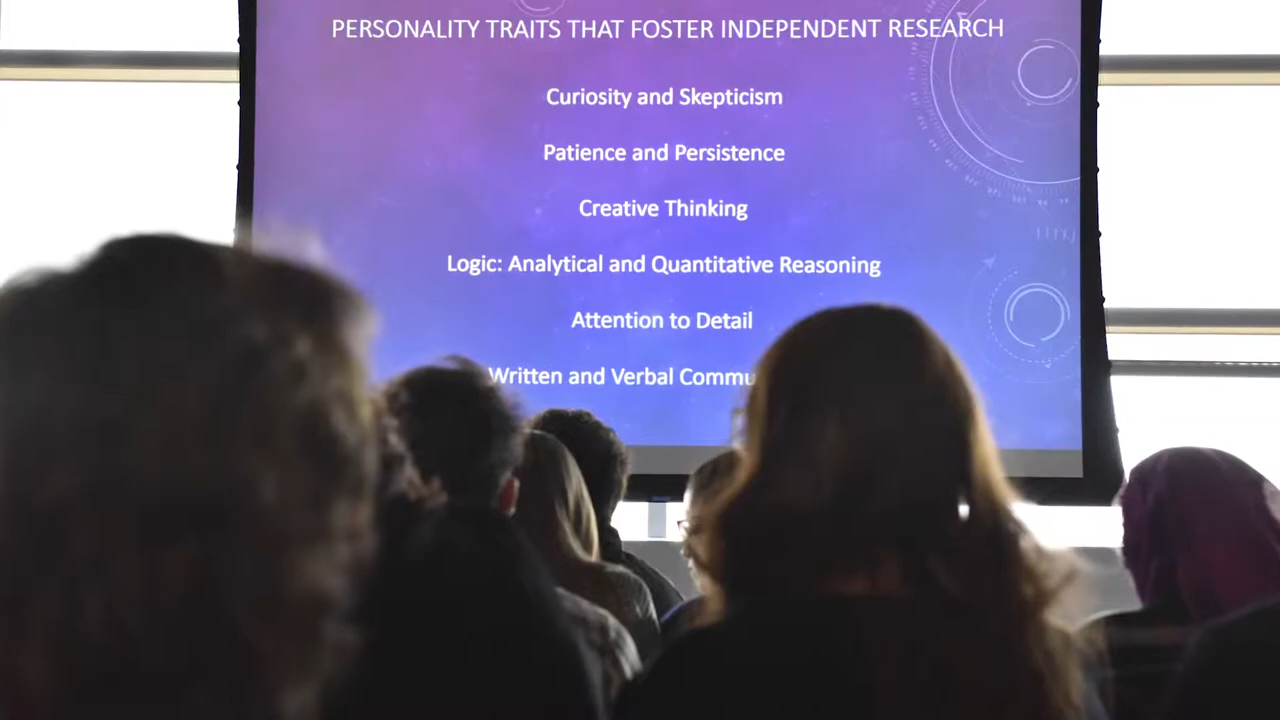 PERSONALITY TRAITS THAT FOSTER INDEPENDENT RESEARCH
Curiosity and Skepticism
Patience and Persistence
Creative Thinking
Logic: Analytical and Quantitative Reasoning
Attention to Detail
Written and Verbal